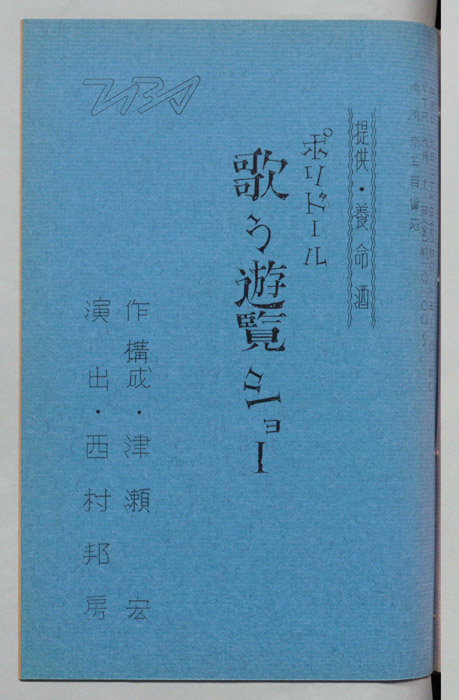 提供・養命酒
ポリドール
歌う遊覧ショー
作構成・津瀬宏
演出・西村邦房